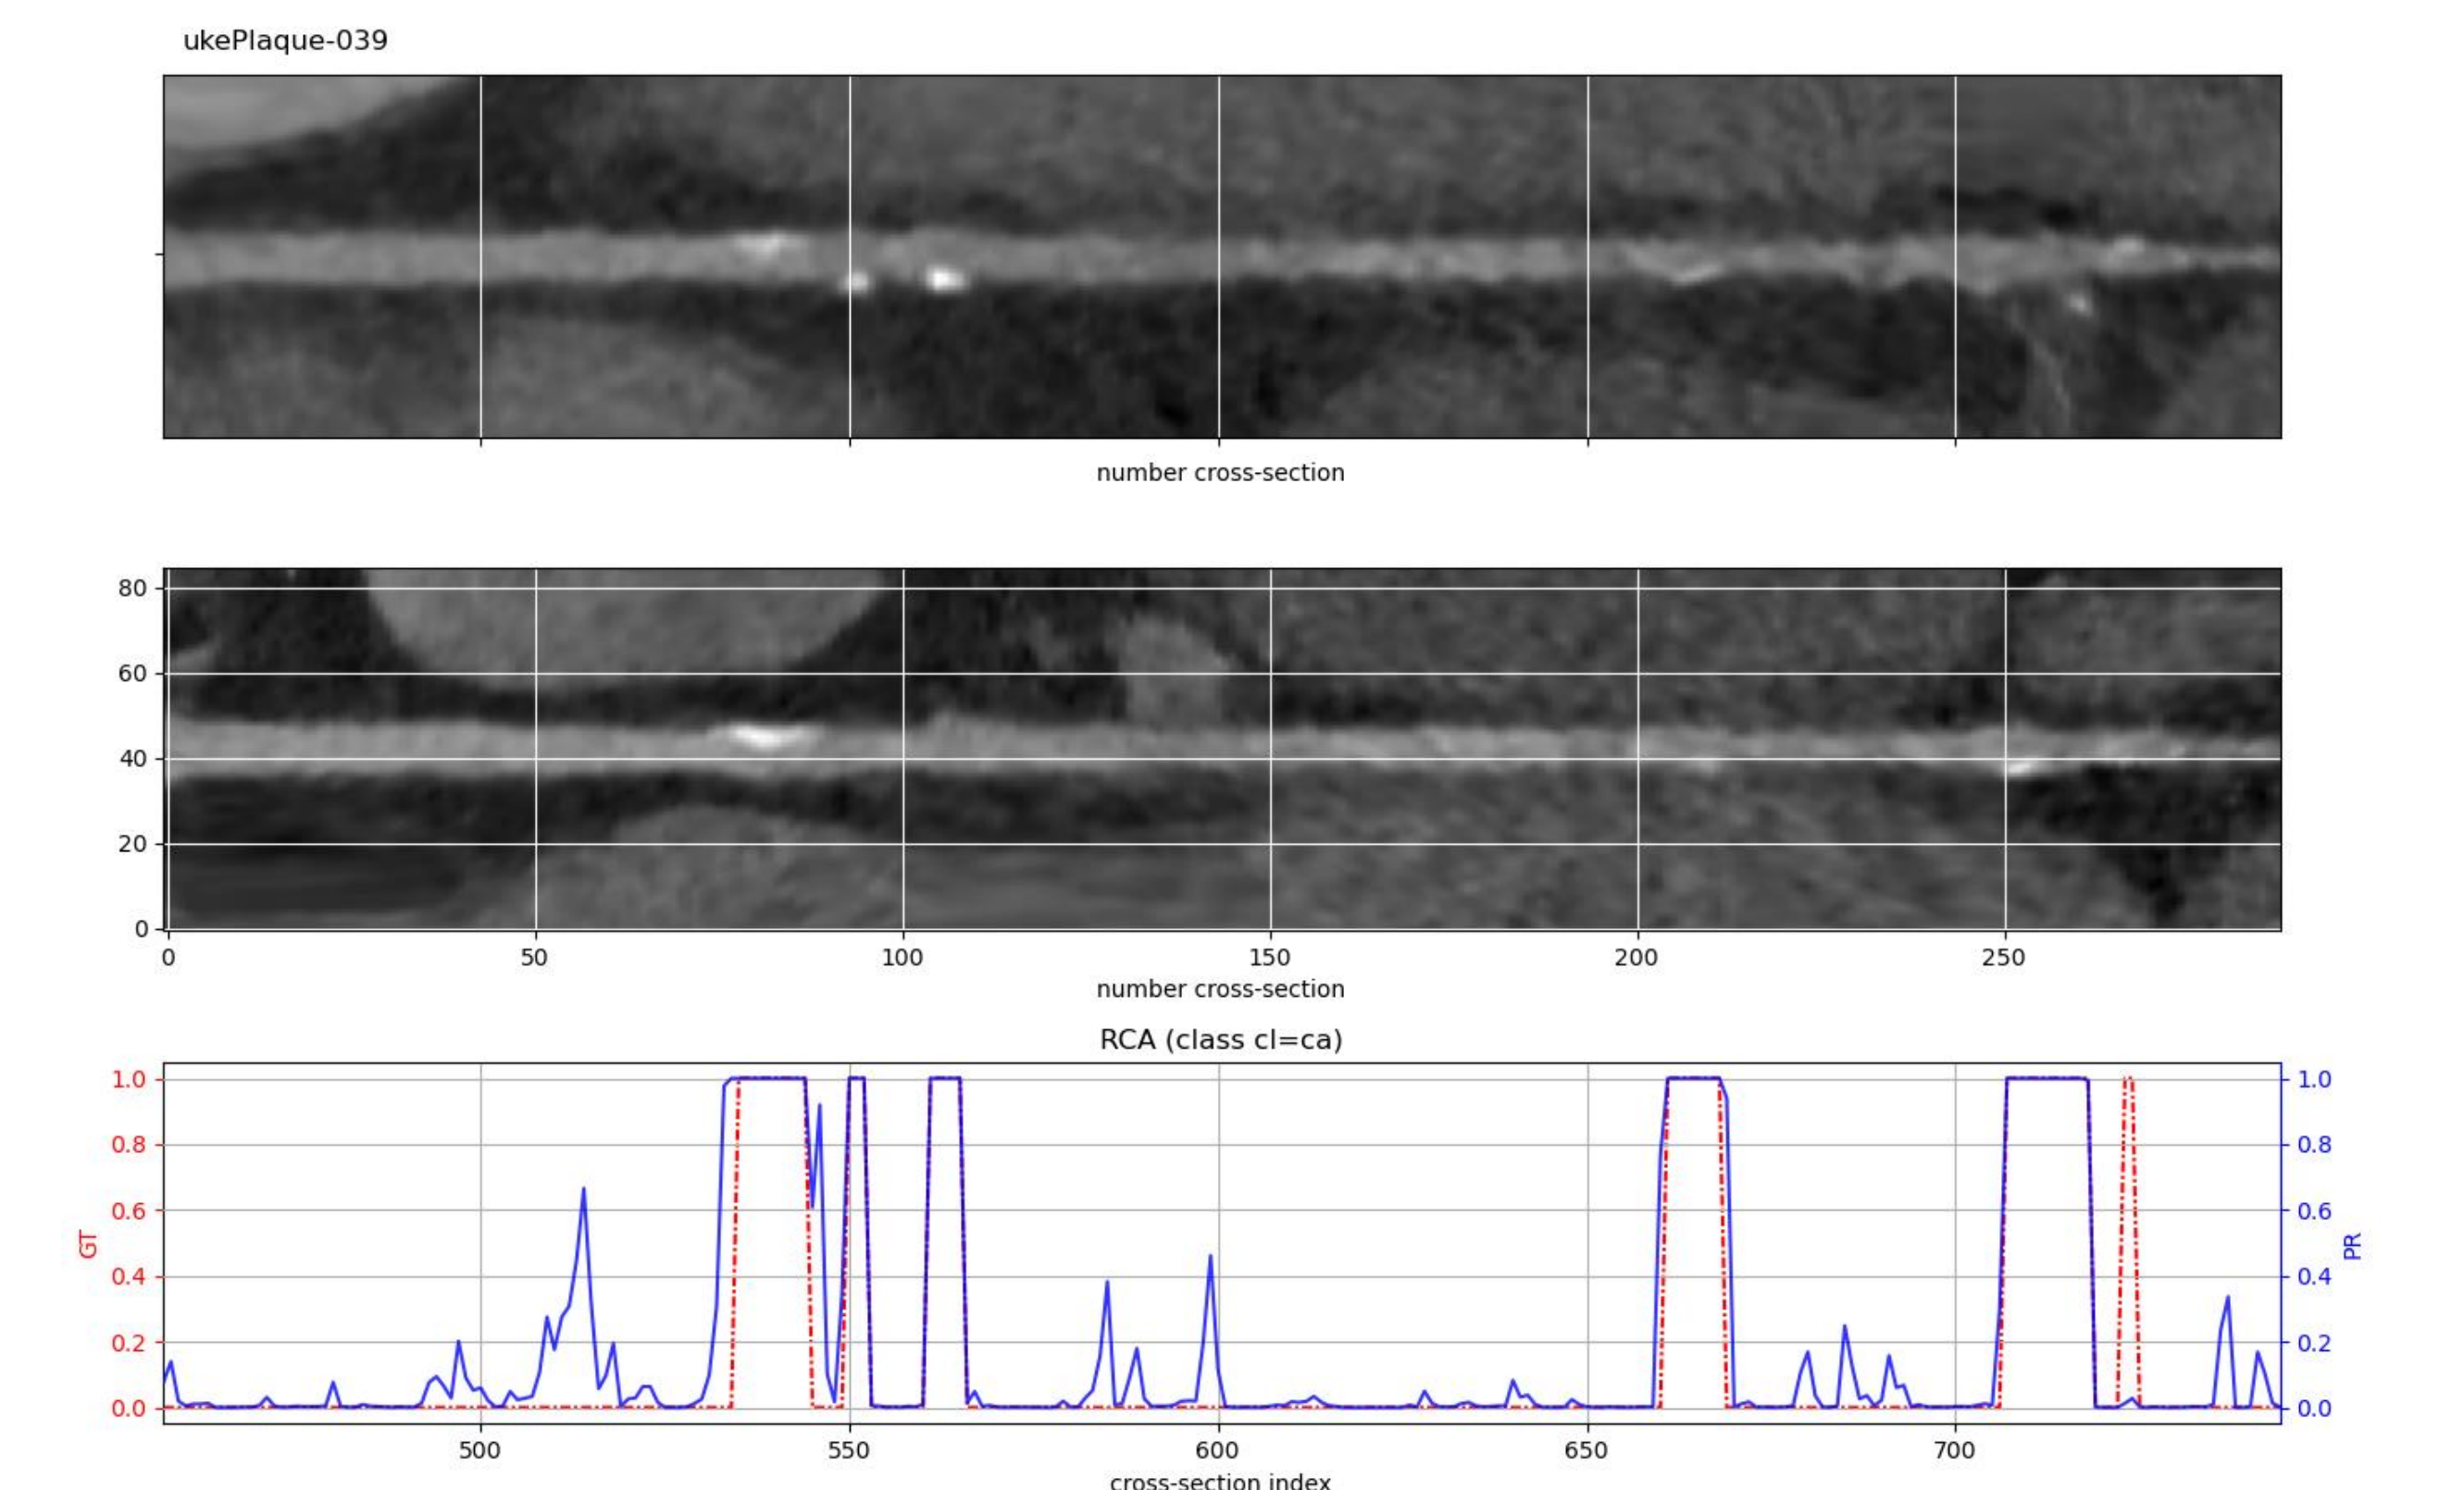 ukePlaque-039
number cross-section
80
60
40
20
0
0 50 100 150 200 250
number cross-section
RCA (class cl=ca)
1.0 1.0
0.8 0.8
0.6 0.6
GT PR
0.4 0.4
0.2 0.2
0.0 0.0
500 550 600 650 700
cross-section index